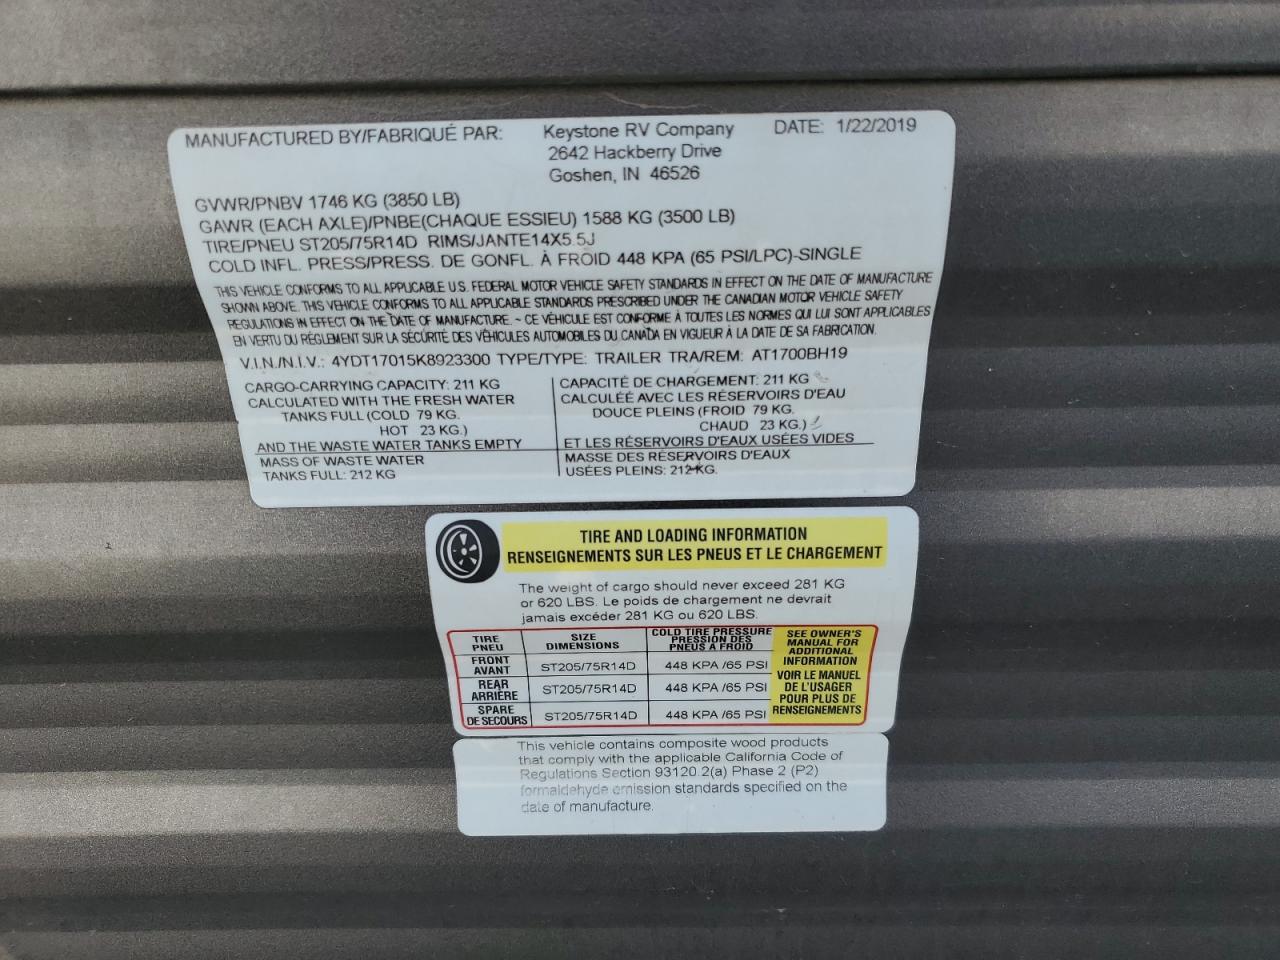 MANUFACTURED BY/FABRIQUÉ PAR: Keystone RV Company DATE: 1/22/2019
2642 Hackberry Drive
Goshen, IN 46526
GVWR/PNBV 1746 KG (3850 LB)
GAWR (EACH AXLE)/PNBE(CHAQUE ESSIEU) 1588 KG (3500 LB)
TIRE/PNEU ST205/75R14D RIMS/JANTE14X5.5J
COLD INFL. PRESS/PRESS. DE GONFL. À FROID 448 KPA (65 PSI/LPC)-SINGLE
THIS VEHICLE CONFORMS TO ALL APPLICABLE U.S. FEDERAL MOTOR VEHICLE SAFETY STANDARDS IN EFFECT ON THE DATE OF MANUFACTURE
SHOWN ABOVE. THIS VEHICLE CONFORMS TO ALL APPLICABLE STANDARDS PRESCRIBED UNDER THE CANADIAN MOTOR VEHICLE SAFETY
REGULATIONS IN EFFECT ON THE DATE OF MANUFACTURE. ~ CE VÉHICULE EST CONFORME À TOUTES LES NORMES QUI LUI SONT APPLICABLES
EN VERTU DU RÉGLEMENT SUR LA SÉCURITÉ DES VÉHICULES AUTOMOBILES DU CANADA EN VIGUEUR À LA DATE DE SA FABRICATION.
V.I.N./N.I.V.: 4YDT17015K8923300 TYPE/TYPE: TRAILER TRA/REM: AT1700BH19
CARGO-CARRYING CAPACITY: 211 KG
CALCULATED WITH THE FRESH WATER
TANKS FULL (COLD 79 KG.
HOT 23 KG.)
AND THE WASTE WATER TANKS EMPTY
MASS OF WASTE WATER
TANKS FULL: 212 KG
CAPACITÉ DE CHARGEMENT: 211 KG
CALCULÉE AVEC LES RÉSERVOIRS D'EAU
DOUCE PLEINS (FROID 79 KG.
CHAUD 23 KG.)
ET LES RÉSERVOIRS D'EAUX USÉES VIDES
MASSE DES RÉSERVOIRS D'EAUX
USÉES PLEINS: 212 KG.
TIRE AND LOADING INFORMATION
RENSEIGNEMENTS SUR LES PNEUS ET LE CHARGEMENT
The weight of cargo should never exceed 281 KG
or 620 LBS. Le poids de chargement ne devrait
jamais excéder 281 KG ou 620 LBS.
TIRE
PNEU
SIZE
DIMENSIONS
COLD TIRE PRESSURE
PRESSION DES
PNEUS A FROID
FRONT
AVANT
ST205/75R14D 448 KPA /65 PSI
REAR
ARRIÈRE
ST205/75R14D 448 KPA /65 PSI
SPARE
DE SECOURS
ST205/75R14D 448 KPA /65 PSI
SEE OWNER'S
MANUAL FOR
ADDITIONAL
INFORMATION
VOIR LE MANUEL
DE L'USAGER
POUR PLUS DE
RENSEIGNEMENTS
This vehicle contains composite wood products
that comply with the applicable California Code of
Regulations Section 93120.2(a) Phase 2 (P2)
formaldehyde emission standards specified on the
date of manufacture.